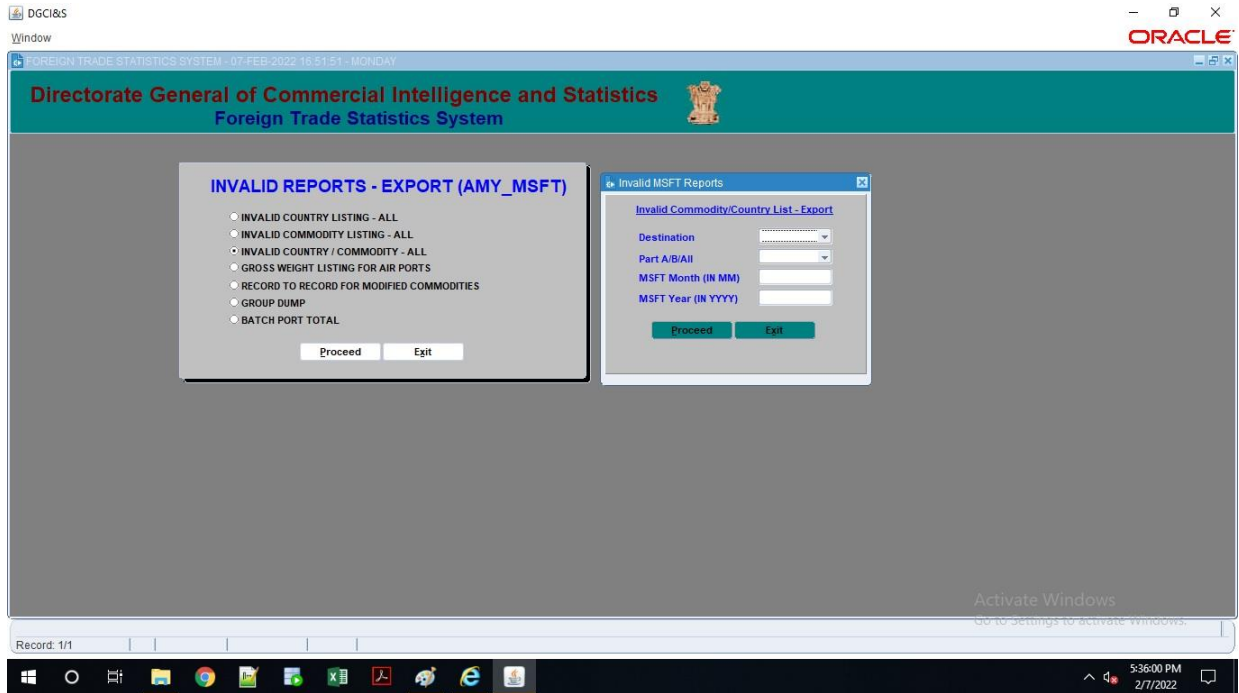 DGCI&S
Window
ORACLE
FOREIGN TRADE STATISTICS SYSTEM - 07-FEB-2022 16:51:51 - MONDAY
Directorate General of Commercial Intelligence and Statistics
Foreign Trade Statistics System
INVALID REPORTS - EXPORT (AMY_MSFT)
INVALID COUNTRY LISTING - ALL
INVALID COMMODITY LISTING - ALL
INVALID COUNTRY / COMMODITY - ALL
GROSS WEIGHT LISTING FOR AIR PORTS
RECORD TO RECORD FOR MODIFIED COMMODITIES
GROUP DUMP
BATCH PORT TOTAL
Proceed Exit
Invalid MSFT Reports
Invalid Commodity/Country List - Export
Destination
Part A/B/All
MSFT Month (IN MM)
MSFT Year (IN YYYY)
Proceed Exit
Activate Windows
Go to Settings to activate Windows.
Record: 1/1
5:36:00 PM
2/7/2022